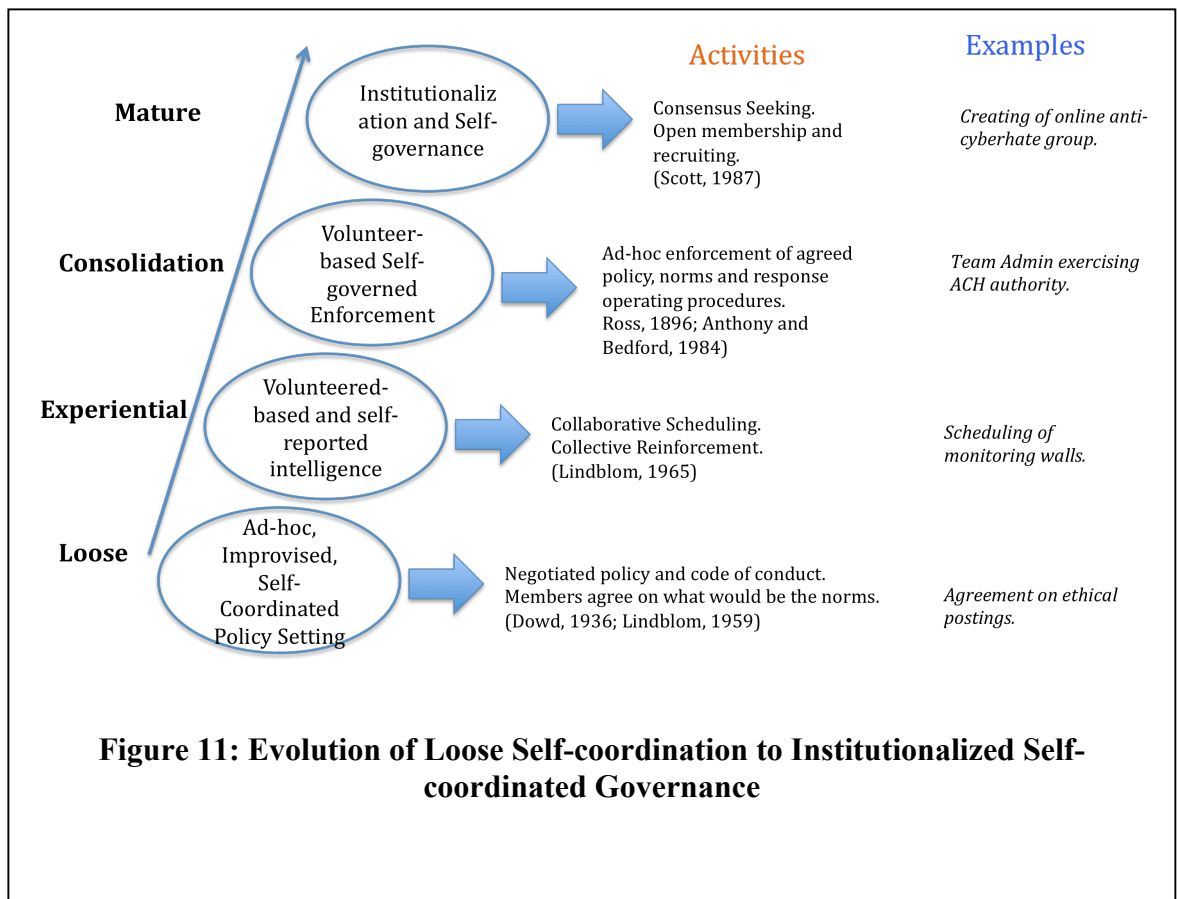 Activities
Examples
Mature
Institutionaliz
ation and Self-
governance
Consensus Seeking.
Open membership and
recruiting.
(Scott, 1987)
Creating of online anti-
cyberhate group.
Consolidation
Volunteer-
based Self-
governed
Enforcement
Ad-hoc enforcement of agreed
policy, norms and response
operating procedures.
Ross, 1896; Anthony and
Bedford, 1984)
Team Admin exercising
ACH authority.
Experiential
Volunteered-
based and self-
reported
intelligence
Collaborative Scheduling.
Collective Reinforcement.
(Lindblom, 1965)
Scheduling of
monitoring walls.
Loose
Ad-hoc,
Improvised,
Self-
Coordinated
Policy Setting
Negotiated policy and code of conduct.
Members agree on what would be the norms.
(Dowd, 1936; Lindblom, 1959)
Agreement on ethical
postings.
Figure 11: Evolution of Loose Self-coordination to Institutionalized Self-
coordinated Governance